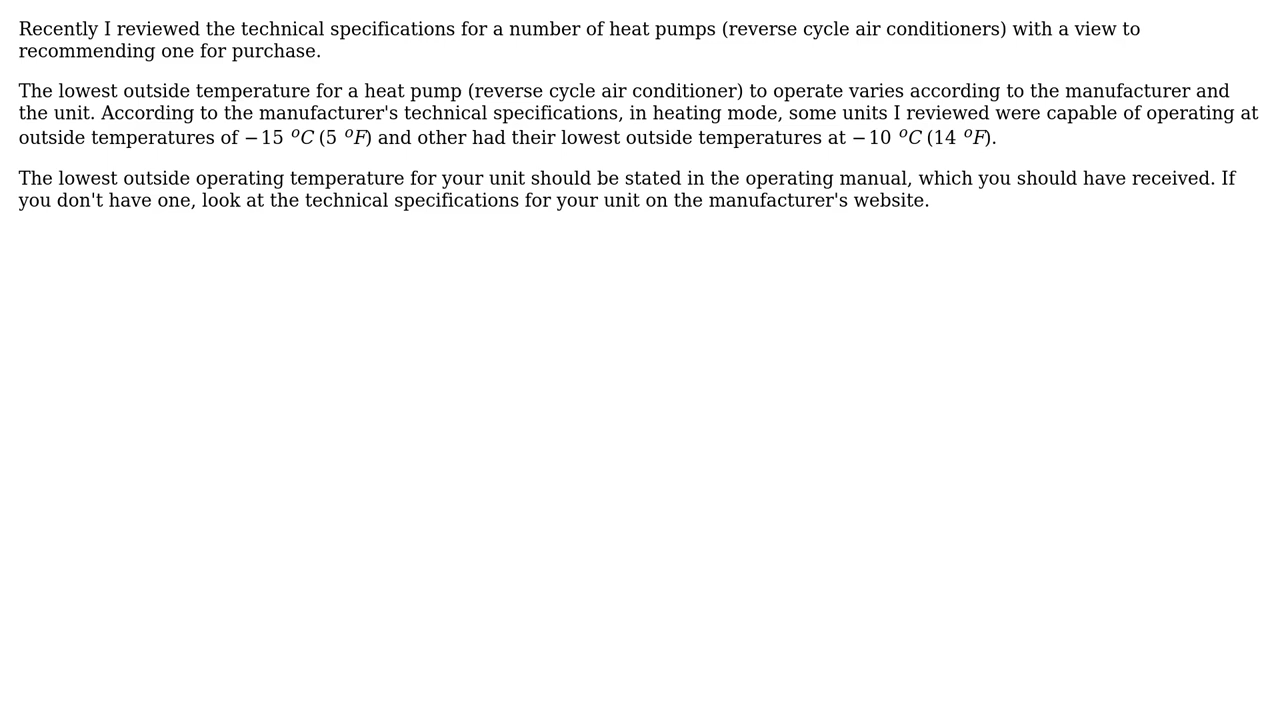 Recently I reviewed the technical specifications for a number of heat pumps (reverse cycle air conditioners) with a view to
recommending one for purchase.
The lowest outside temperature for a heat pump (reverse cycle air conditioner) to operate varies according to the manufacturer and
the unit. According to the manufacturer's technical specifications, in heating mode, some units I reviewed were capable of operating at
outside temperatures of −15 °C (5 °F) and other had their lowest outside temperatures at −10 °C (14 °F).
The lowest outside operating temperature for your unit should be stated in the operating manual, which you should have received. If
you don't have one, look at the technical specifications for your unit on the manufacturer's website.